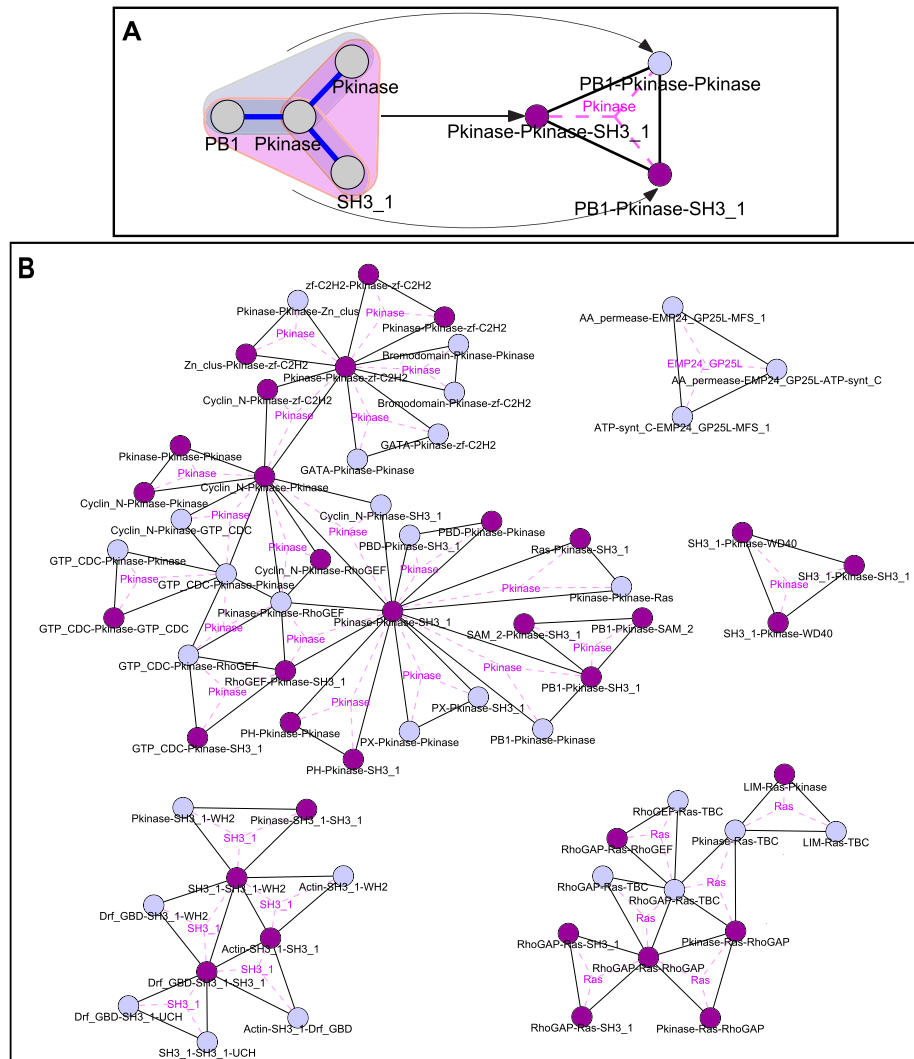 A
Pkinase
PB1
Pkinase
SH3_1
PB1-Pkinase-Pkinase
Pkinase
Pkinase-Pkinase-SH3_1
PB1-Pkinase-SH3_1
B
zf-C2H2-Pkinase-zf-C2H2
Pkinase-Pkinase-Zn_clus
Pkinase
Pkinase-Pkinase-zf-C2H2
Pkinase
Bromodomain-Pkinase-Pkinase
Zn_clus-Pkinase-zf-C2H2
Pkinase-Pkinase-zf-C2H2
Pkinase
Cyclin_N-Pkinase-zf-C2H2
Bromodomain-Pkinase-zf-C2H2
Pkinase
Pkinase
GATA-Pkinase-zf-C2H2
GATA-Pkinase-Pkinase
Pkinase-Pkinase-Pkinase
Pkinase
Cyclin_N-Pkinase-Pkinase
Cyclin_N-Pkinase-Pkinase
Pkinase
Cyclin_N-Pkinase-SH3_1
Cyclin_N-Pkinase-GTP_CDC
Pkinase
Pkinase
PBD-Pkinase-Pkinase
PBD-Pkinase-SH3_1
Ras-Pkinase-SH3_1
GTP_CDC-Pkinase-Pkinase
Pkinase
Pkinase
Cyclin_N-Pkinase-RhoGEF
GTP_CDC-Pkinase-Pkinase
Pkinase
Pkinase-Pkinase-Ras
Pkinase-Pkinase-RhoGEF
Pkinase-Pkinase-SH3_1
GTP_CDC-Pkinase-GTP_CDC
Pkinase
Pkinase
SAM_2-Pkinase-SH3_1
PB1-Pkinase-SAM_2
Pkinase
GTP_CDC-Pkinase-RhoGEF
RhoGEF-Pkinase-SH3_1
Pkinase
Pkinase
Pkinase
Pkinase
PB1-Pkinase-SH3_1
PX-Pkinase-SH3_1
PH-Pkinase-Pkinase
PX-Pkinase-Pkinase
PB1-Pkinase-Pkinase
GTP_CDC-Pkinase-SH3_1
PH-Pkinase-SH3_1
AA_permease-EMP24_GP25L-MFS_1
EMP24_GP25L
AA_permease-EMP24_GP25L-ATP-synt_C
ATP-synt_C-EMP24_GP25L-MFS_1
SH3_1-Pkinase-WD40
SH3_1-Pkinase-SH3_1
Pkinase
SH3_1-Pkinase-WD40
Pkinase-SH3_1-WH2
Pkinase-SH3_1-SH3_1
SH3_1
SH3_1-SH3_1-WH2
Actin-SH3_1-WH2
SH3_1
Drf_GBD-SH3_1-WH2
SH3_1
Actin-SH3_1-SH3_1
SH3_1
Drf_GBD-SH3_1-SH3_1
SH3_1
Drf_GBD-SH3_1-UCH
Actin-SH3_1-Drf_GBD
SH3_1-SH3_1-UCH
LIM-Ras-Pkinase
Ras
RhoGEF-Ras-TBC
Ras
Pkinase-Ras-TBC
LIM-Ras-TBC
RhoGAP-Ras-RhoGEF
RhoGAP-Ras-TBC
Ras
RhoGAP-Ras-TBC
Ras
RhoGAP-Ras-SH3_1
Pkinase-Ras-RhoGAP
RhoGAP-Ras-RhoGAP
Ras
Ras
RhoGAP-Ras-SH3_1
Pkinase-Ras-RhoGAP